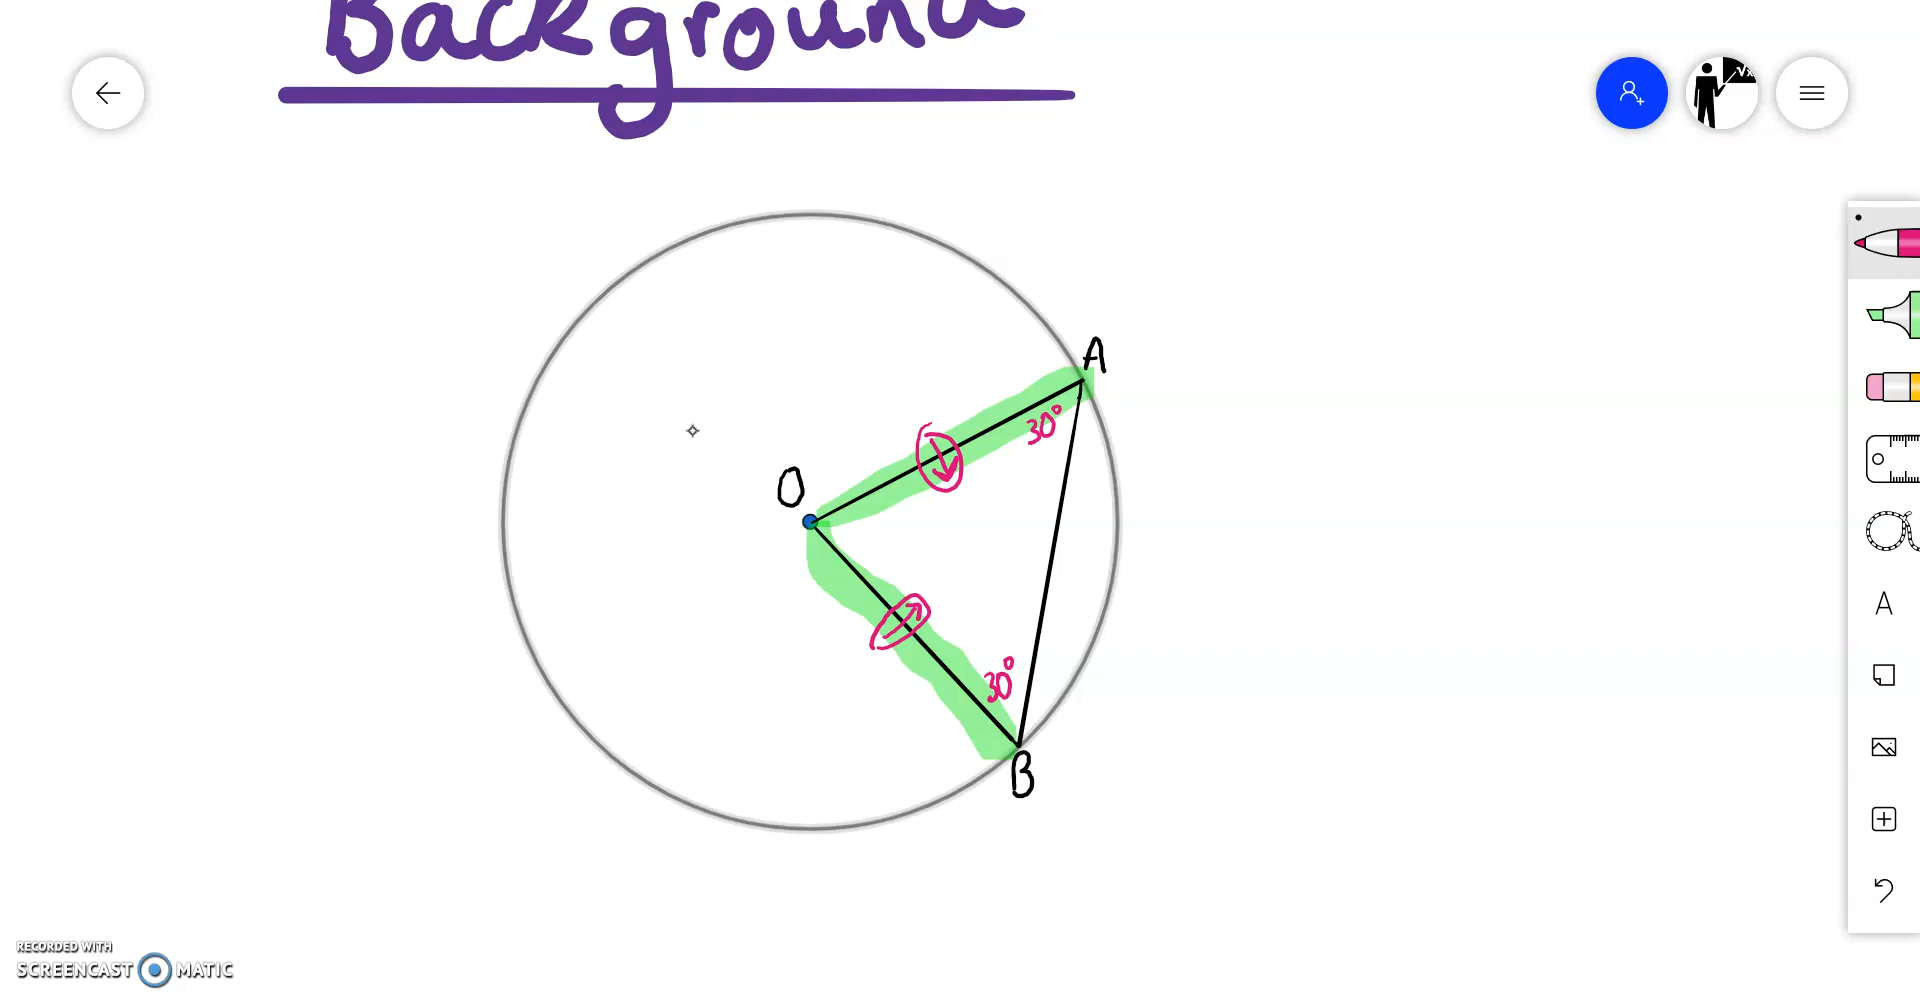 Background
√x
A
30°
O
30°
B
A
RECORDED WITH
SCREENCAST MATIC